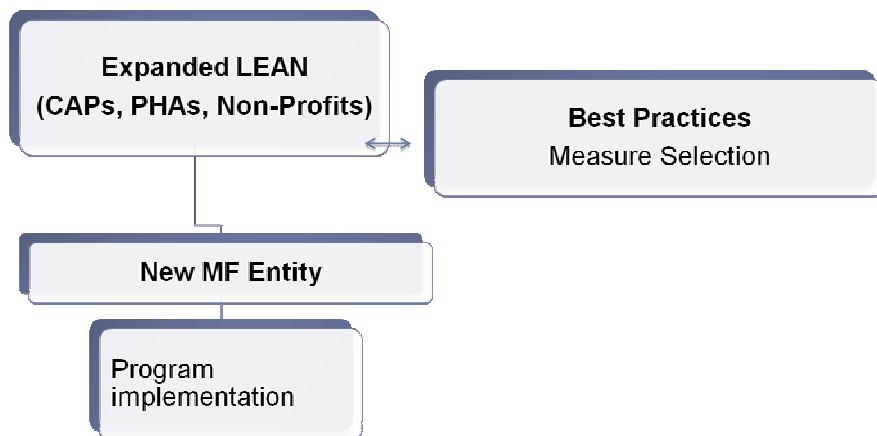 Expanded LEAN
(CAPs, PHAs, Non-Profits)
Best Practices
Measure Selection
New MF Entity
Program
implementation